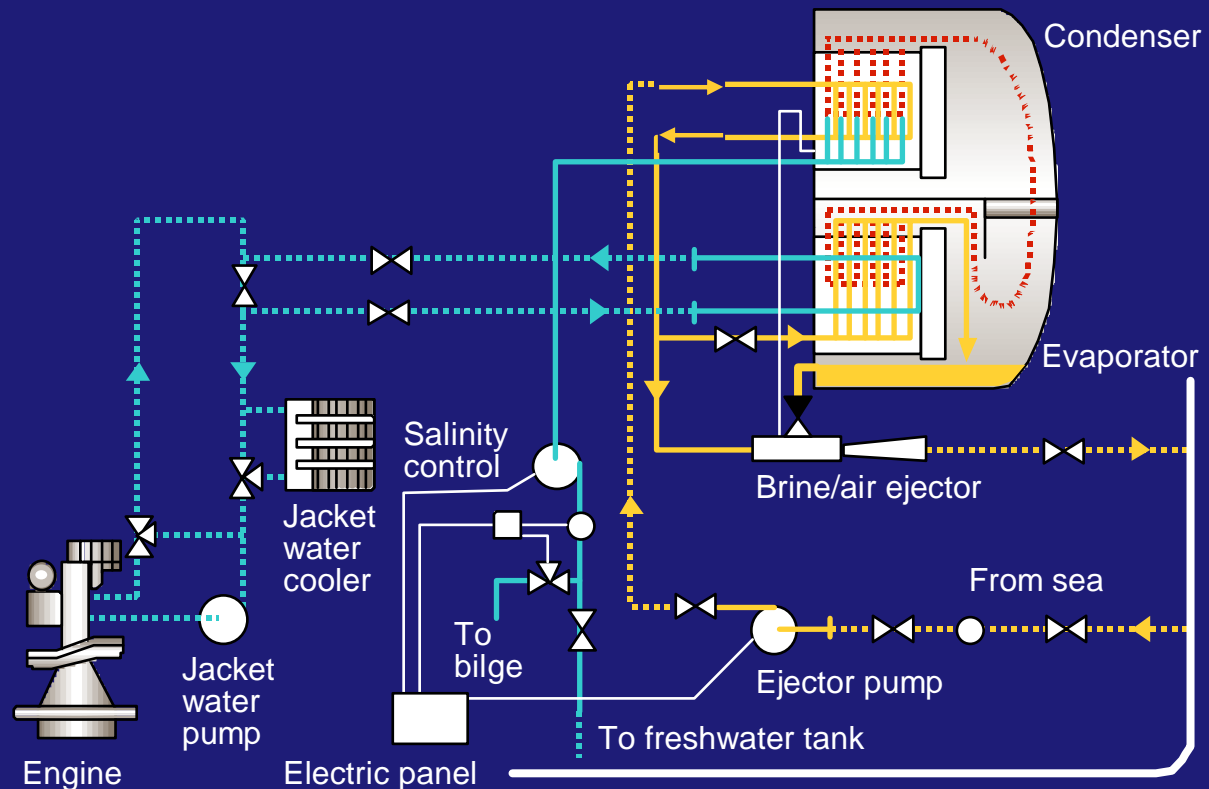 Condenser
Evaporator
Salinity
control
Brine/air ejector
Jacket
water
cooler
From sea
To
bilge
Ejector pump
Jacket
water
pump
To freshwater tank
Engine
Electric panel